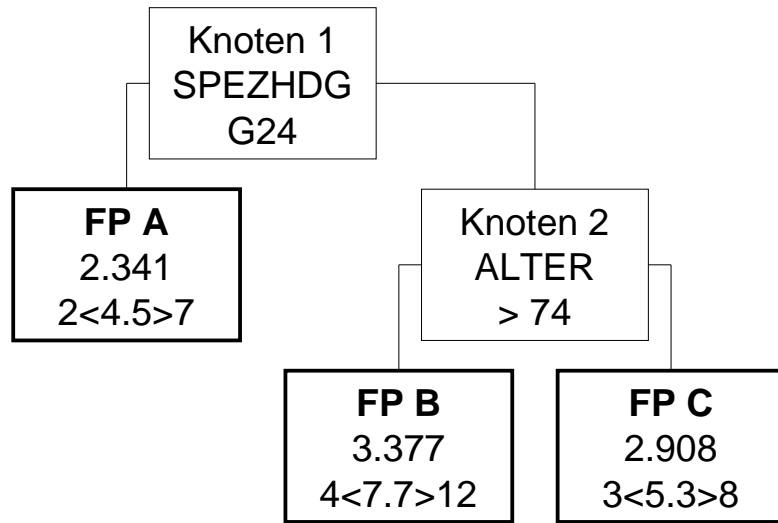 Knoten 1
SPEZHDG
G24
FP A
2.341
2<4.5>7
Knoten 2
ALTER
> 74
FP B
3.377
4<7.7>12
FP C
2.908
3<5.3>8